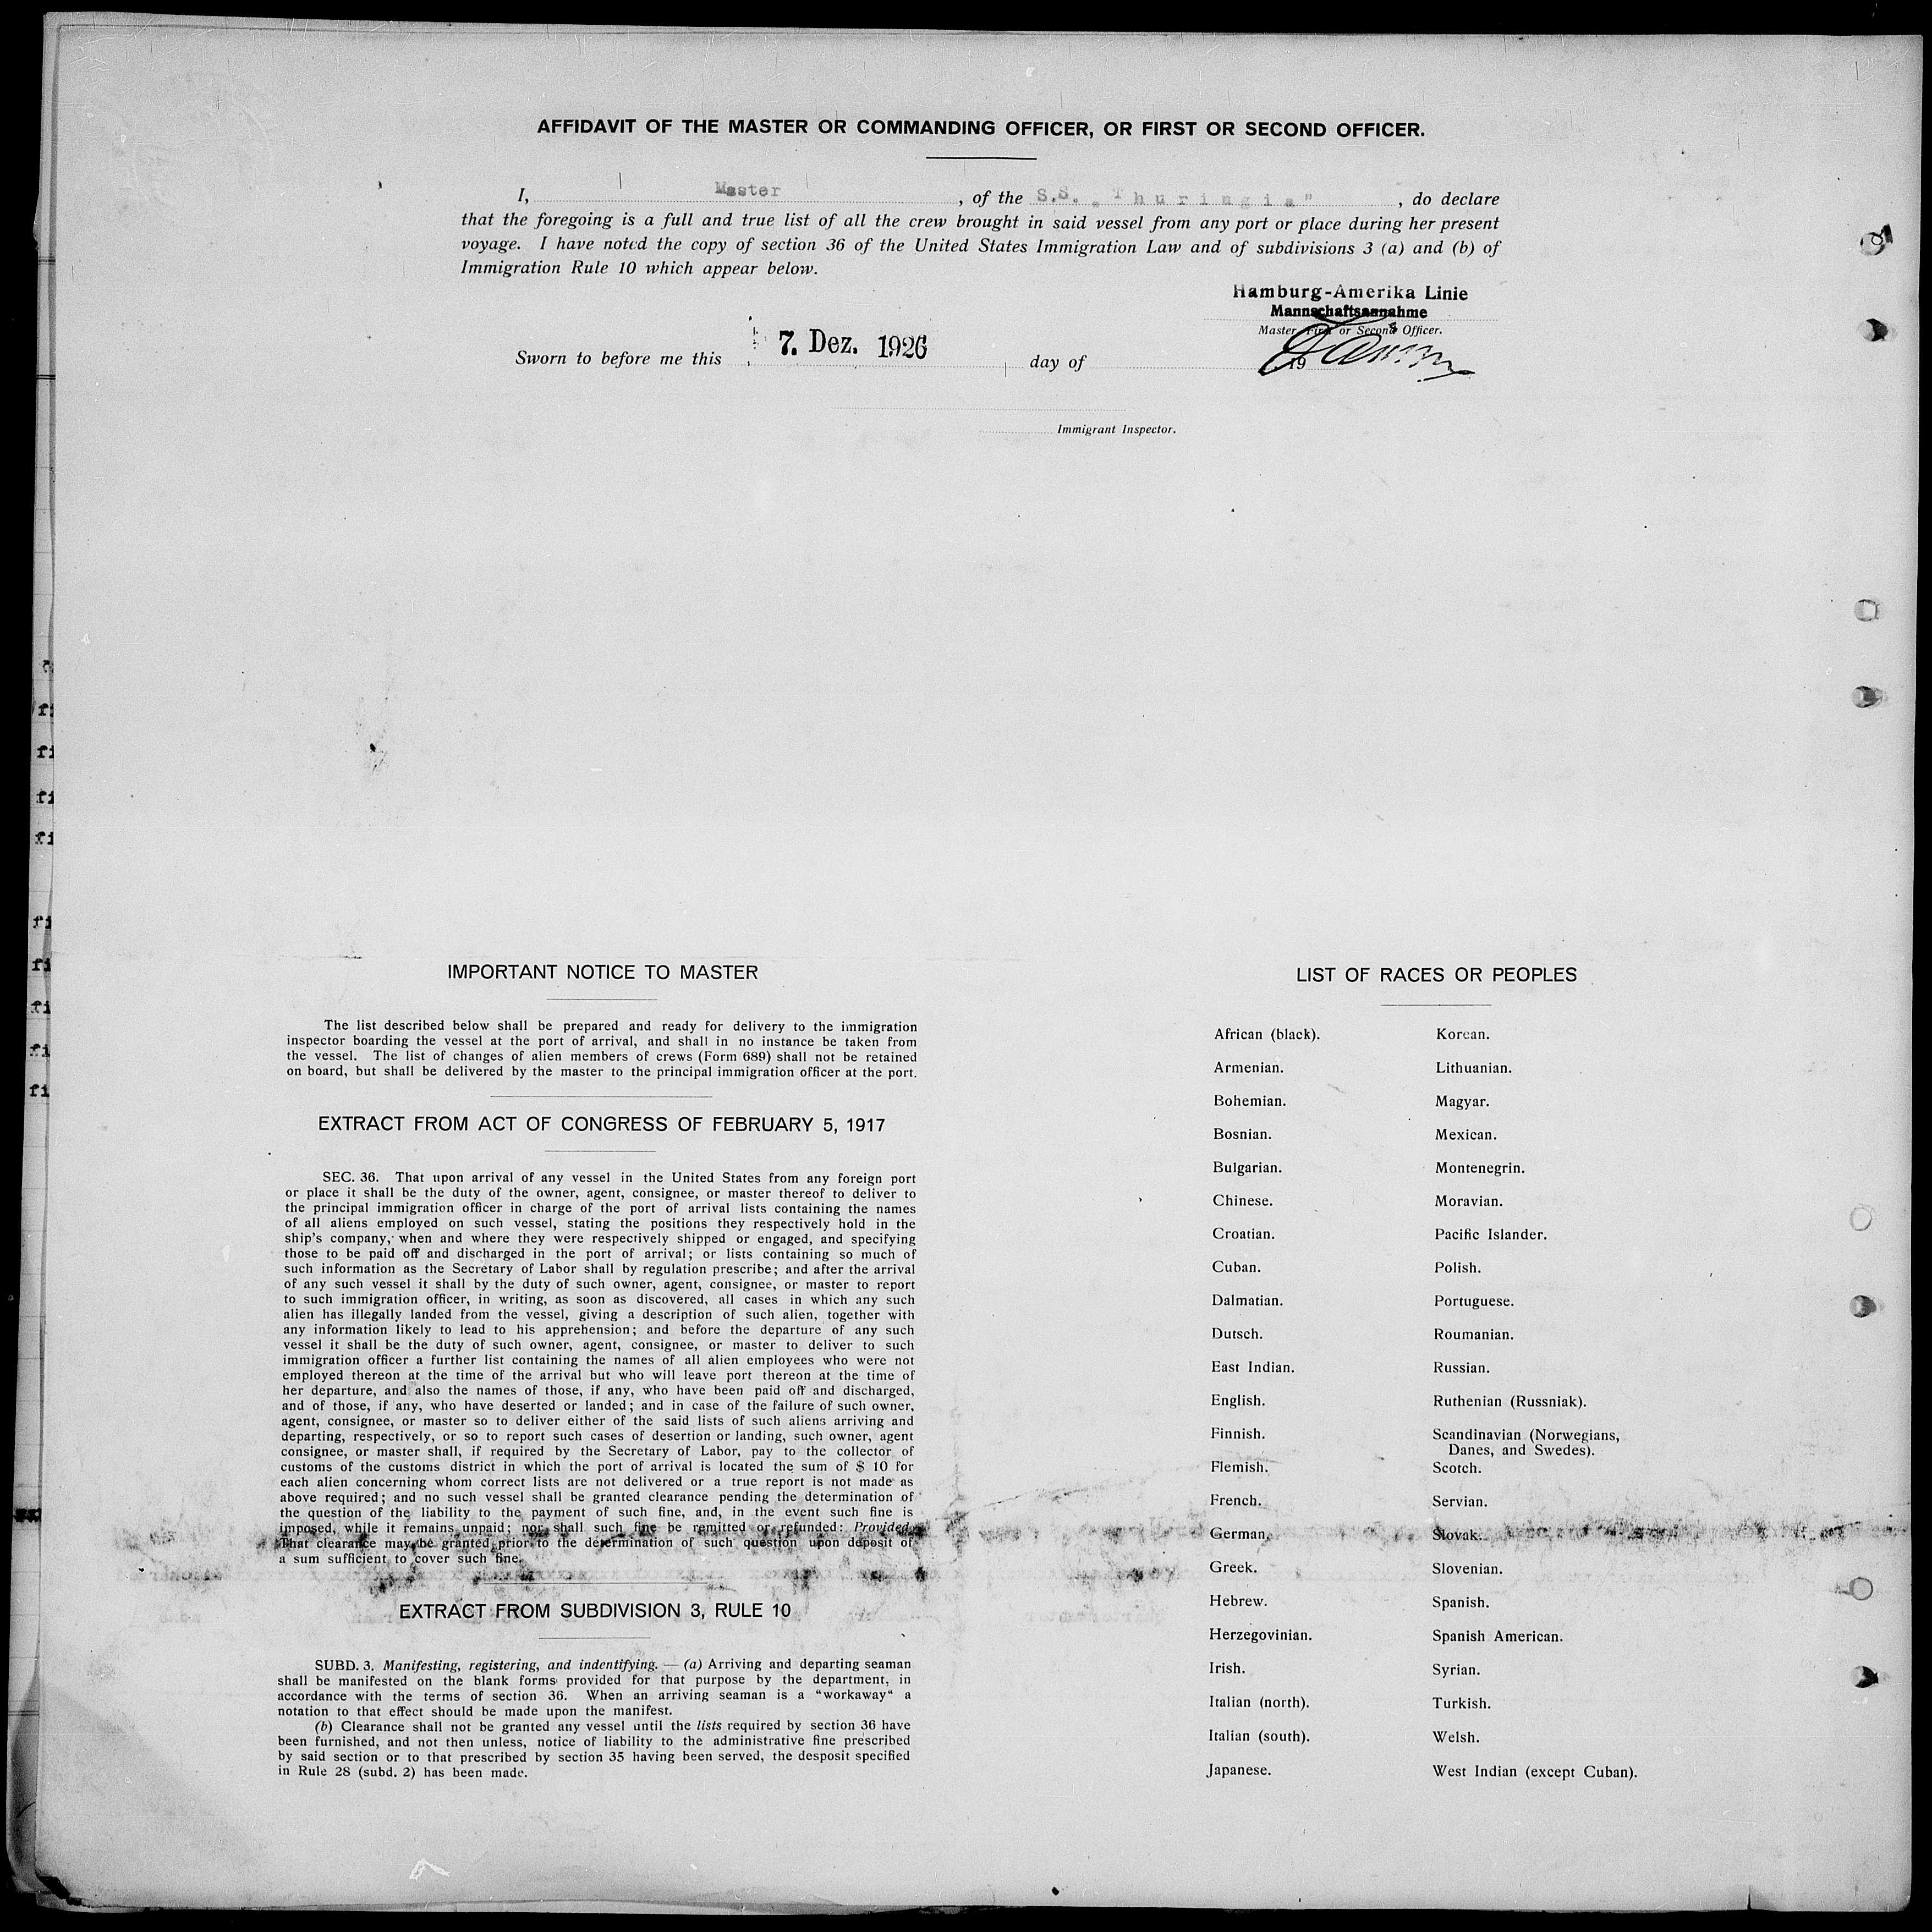 AFFIDAVIT OF THE MASTER OR COMMANDING OFFICER, OR FIRST OR SECOND OFFICER.
I, Master , of the S.S. „Thuringia" , do declare
that the foregoing is a full and true list of all the crew brought in said vessel from any port or place during her present
voyage. I have noted the copy of section 36 of the United States Immigration Law and of subdivisions 3 (a) and (b) of
Immigration Rule 10 which appear below.
Hamburg-Amerika Linie
Mannschaftsannahme
Master, First or Second Officer.
Sworn to before me this 7. Dez. 1926 day of , 19
Immigrant Inspector.
IMPORTANT NOTICE TO MASTER
The list described below shall be prepared and ready for delivery to the immigration
inspector boarding the vessel at the port of arrival, and shall in no instance be taken from
the vessel. The list of changes of alien members of crews (Form 689) shall not be retained
on board, but shall be delivered by the master to the principal immigration officer at the port.
EXTRACT FROM ACT OF CONGRESS OF FEBRUARY 5, 1917
SEC. 36. That upon arrival of any vessel in the United States from any foreign port
or place it shall be the duty of the owner, agent, consignee, or master thereof to deliver to
the principal immigration officer in charge of the port of arrival lists containing the names
of all aliens employed on such vessel, stating the positions they respectively hold in the
ship's company, when and where they were respectively shipped or engaged, and specifying
those to be paid off and discharged in the port of arrival; or lists containing so much of
such information as the Secretary of Labor shall by regulation prescribe; and after the arrival
of any such vessel it shall by the duty of such owner, agent, consignee, or master to report
to such immigration officer, in writing, as soon as discovered, all cases in which any such
alien has illegally landed from the vessel, giving a description of such alien, together with
any information likely to lead to his apprehension; and before the departure of any such
vessel it shall be the duty of such owner, agent, consignee, or master to deliver to such
immigration officer a further list containing the names of all alien employees who were not
employed thereon at the time of the arrival but who will leave port thereon at the time of
her departure, and also the names of those, if any, who have been paid off and discharged,
and of those, if any, who have deserted or landed; and in case of the failure of such owner,
agent, consignee, or master so to deliver either of the said lists of such aliens arriving and
departing, respectively, or so to report such cases of desertion or landing, such owner, agent
consignee, or master shall, if required by the Secretary of Labor, pay to the collector of
customs of the customs district in which the port of arrival is located the sum of $ 10 for
each alien concerning whom correct lists are not delivered or a true report is not made as
above required; and no such vessel shall be granted clearance pending the determination of
the question of the liability to the payment of such fine, and, in the event such fine is
imposed, while it remains unpaid; nor shall such fine be remitted or refunded: Provided,
That clearance may be granted prior to the determination of such question upon deposit of
a sum sufficient to cover such fine.
EXTRACT FROM SUBDIVISION 3, RULE 10
SUBD. 3. Manifesting, registering, and indentifying. — (a) Arriving and departing seaman
shall be manifested on the blank forms provided for that purpose by the department, in
accordance with the terms of section 36. When an arriving seaman is a "workaway" a
notation to that effect should be made upon the manifest.
(b) Clearance shall not be granted any vessel until the lists required by section 36 have
been furnished, and not then unless, notice of liability to the administrative fine prescribed
by said section or to that prescribed by section 35 having been served, the desposit specified
in Rule 28 (subd. 2) has been made.
LIST OF RACES OR PEOPLES
African (black).
Armenian.
Bohemian.
Bosnian.
Bulgarian.
Chinese.
Croatian.
Cuban.
Dalmatian.
Dutsch.
East Indian.
English.
Finnish.
Flemish.
French.
German.
Greek.
Hebrew.
Herzegovinian.
Irish.
Italian (north).
Italian (south).
Japanese.
Korean.
Lithuanian.
Magyar.
Mexican.
Montenegrin.
Moravian.
Pacific Islander.
Polish.
Portuguese.
Roumanian.
Russian.
Ruthenian (Russniak).
Scandinavian (Norwegians,
Danes, and Swedes).
Scotch.
Servian.
Slovak.
Slovenian.
Spanish.
Spanish American.
Syrian.
Turkish.
Welsh.
West Indian (except Cuban).